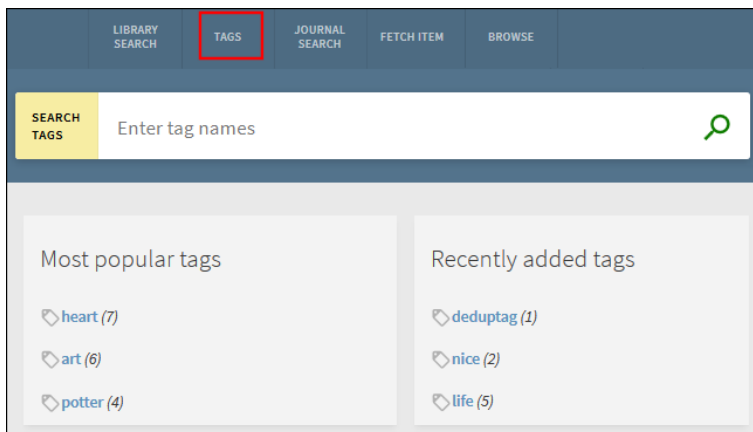 LIBRARY
SEARCH
TAGS
JOURNAL
SEARCH
FETCH ITEM
BROWSE
SEARCH
TAGS
Enter tag names
Most popular tags
heart (7)
art (6)
potter (4)
Recently added tags
deduptag (1)
nice (2)
life (5)